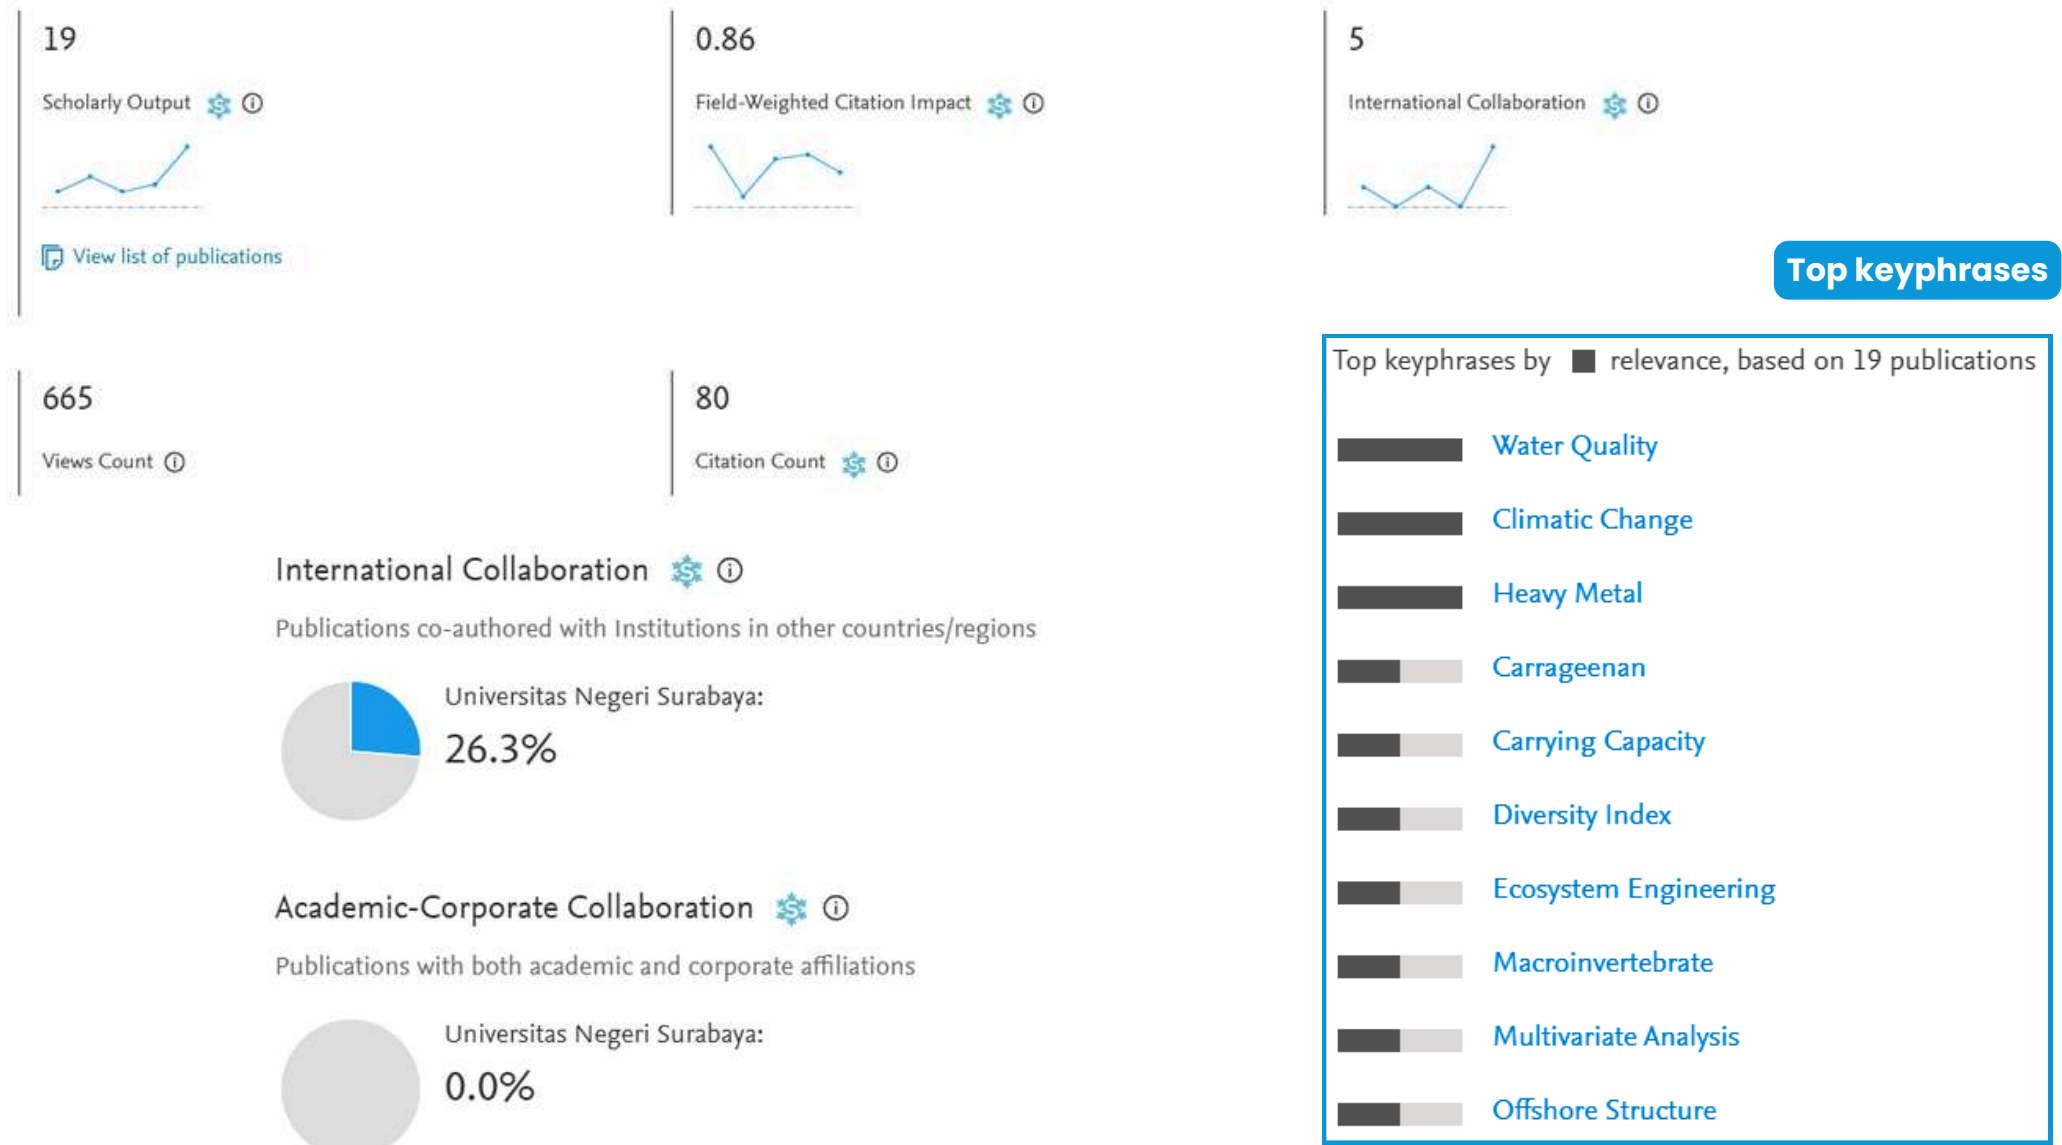 19
Scholarly Output
View list of publications
0.86
Field-Weighted Citation Impact
5
International Collaboration
665
Views Count
80
Citation Count
International Collaboration
Publications co-authored with Institutions in other countries/regions
Universitas Negeri Surabaya:
26.3%
Academic-Corporate Collaboration
Publications with both academic and corporate affiliations
Universitas Negeri Surabaya:
0.0%
Top keyphrases
Top keyphrases by relevance, based on 19 publications
Water Quality
Climatic Change
Heavy Metal
Carrageenan
Carrying Capacity
Diversity Index
Ecosystem Engineering
Macroinvertebrate
Multivariate Analysis
Offshore Structure